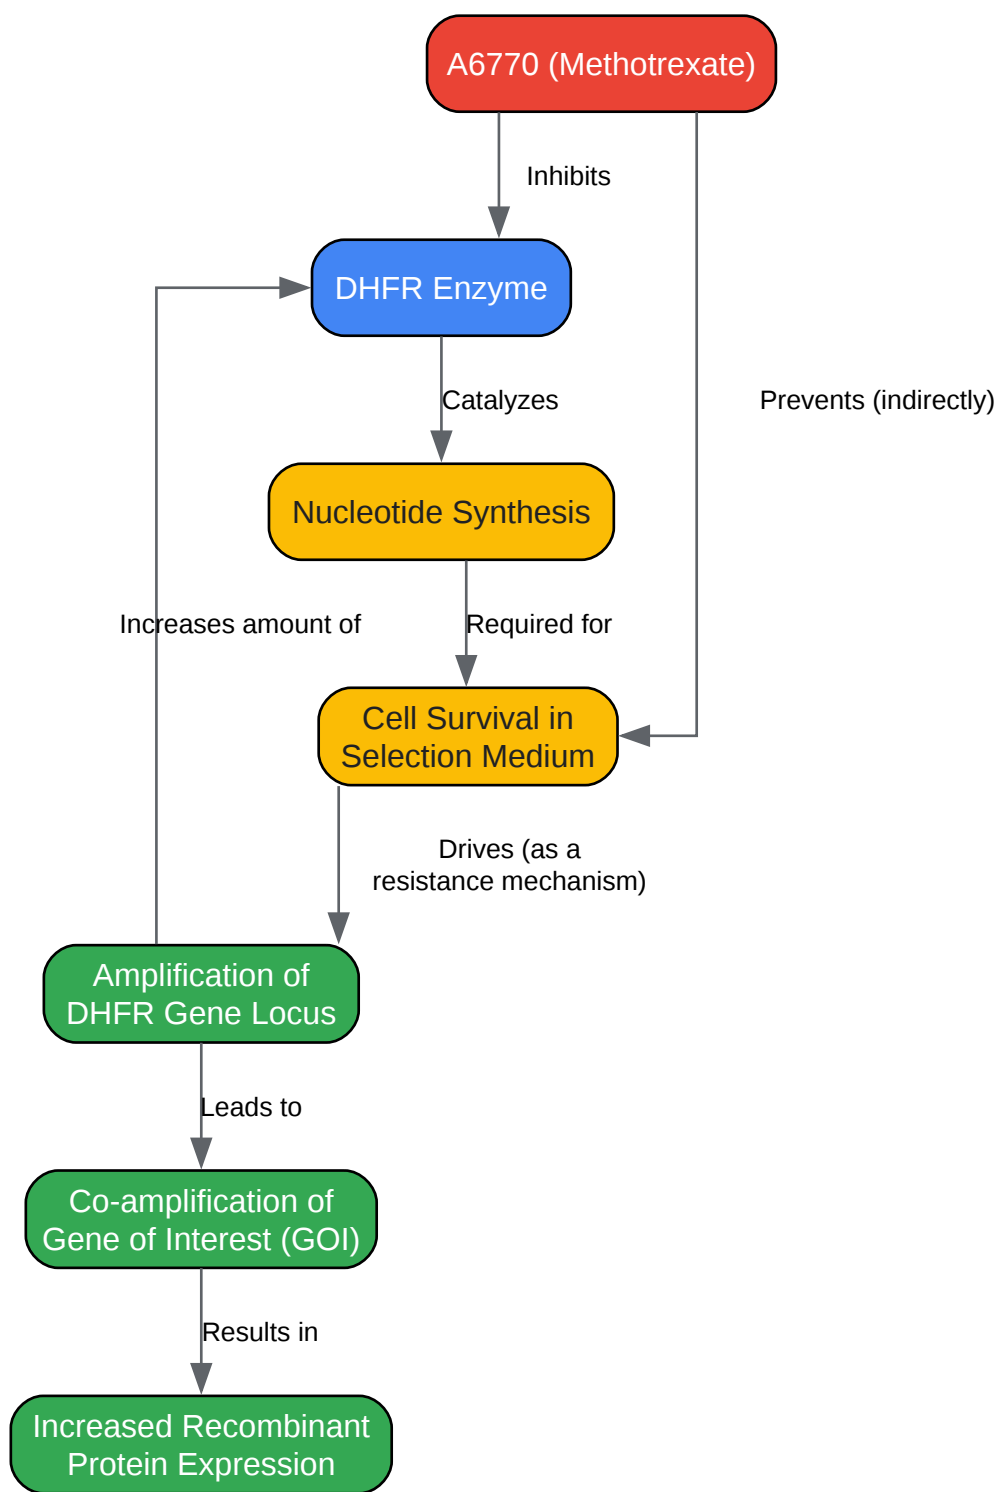 A6770 (Methotrexate)
Inhibits
DHFR Enzyme
Catalyzes
Prevents (indirectly)
Nucleotide Synthesis
Increases amount of
Required for
Cell Survival in
Selection Medium
Drives (as a
resistance mechanism)
Amplification of
DHFR Gene Locus
Leads to
Co-amplification of
Gene of Interest (GOI)
Results in
Increased Recombinant
Protein Expression